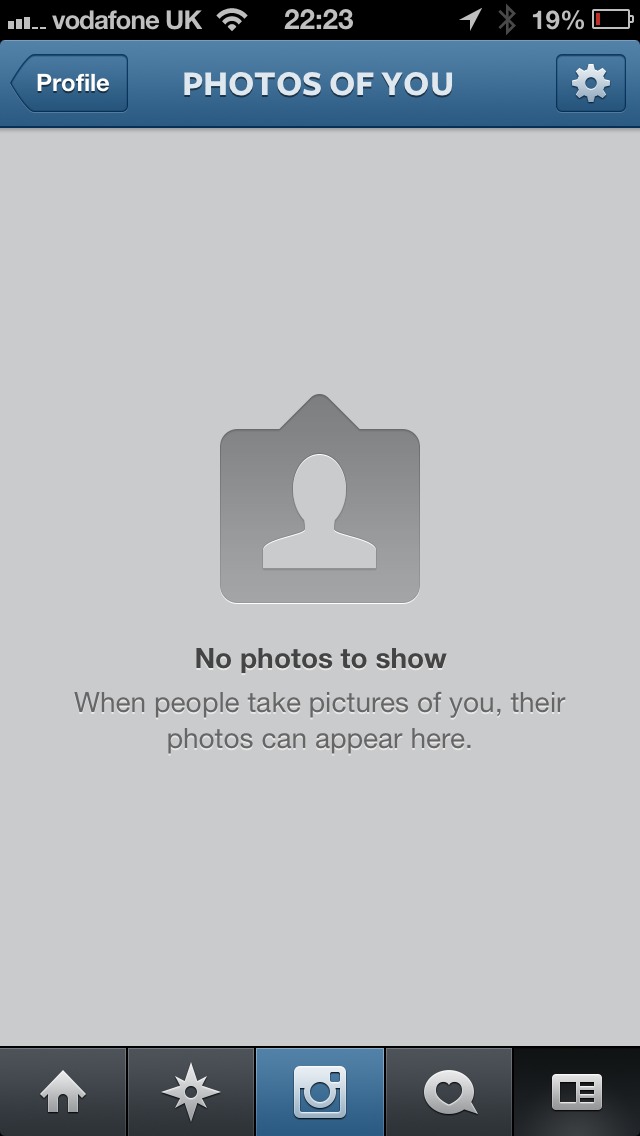 vodafone UK 22:23 19%
Profile PHOTOS OF YOU
No photos to show
When people take pictures of you, their
photos can appear here.